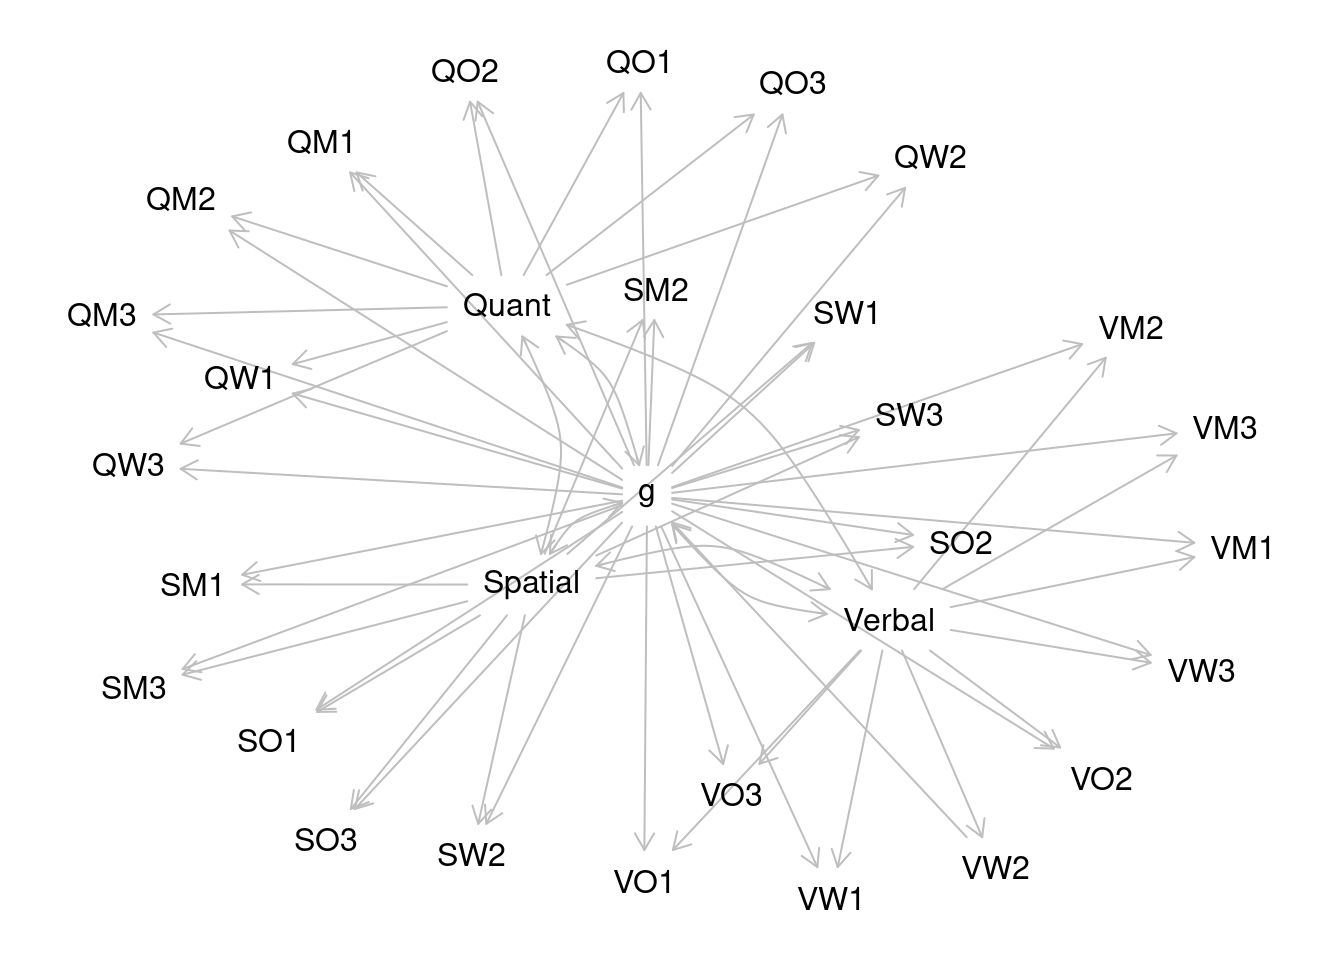 QO1
QO2
QO3
QM1
QW2
QM2
SM2
Quant
SW1
QM3
VM2
QW1
SW3
VM3
QW3
g
SO2
VM1
Spatial
SM1
Verbal
VW3
SM3
SO1
VO2
VO3
SO3
SW2
VW2
VO1
VW1